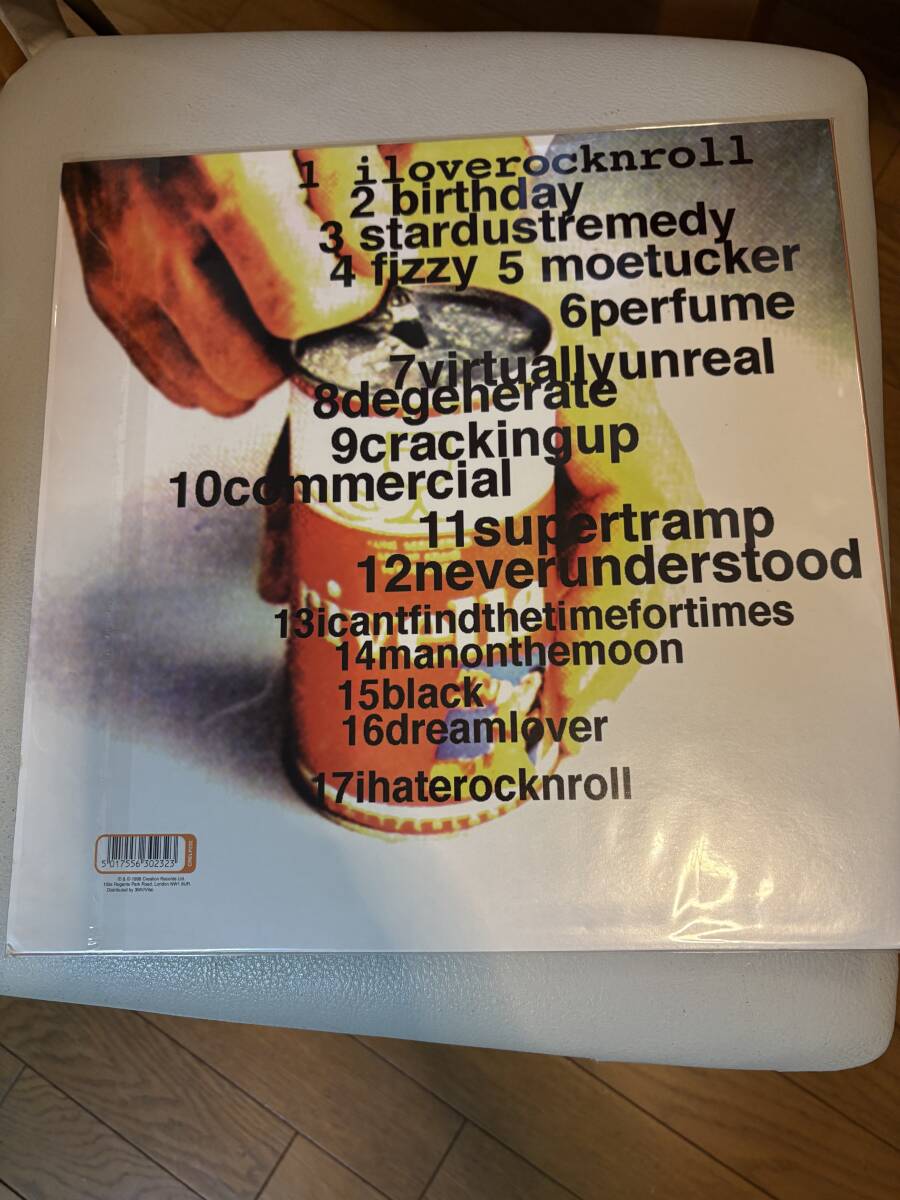 1 iloverocknroll
2 birthday
3 stardustremedy
4 fizzy 5 moetucker
6perfume
7virtuallyunreal
8degenerate
9crackingup
10commercial
11supertramp
12neverunderstood
13icantfindthetimefortimes
14manonthemoon
15black
16dreamlover
17ihaterocknroll
5 017556 302323